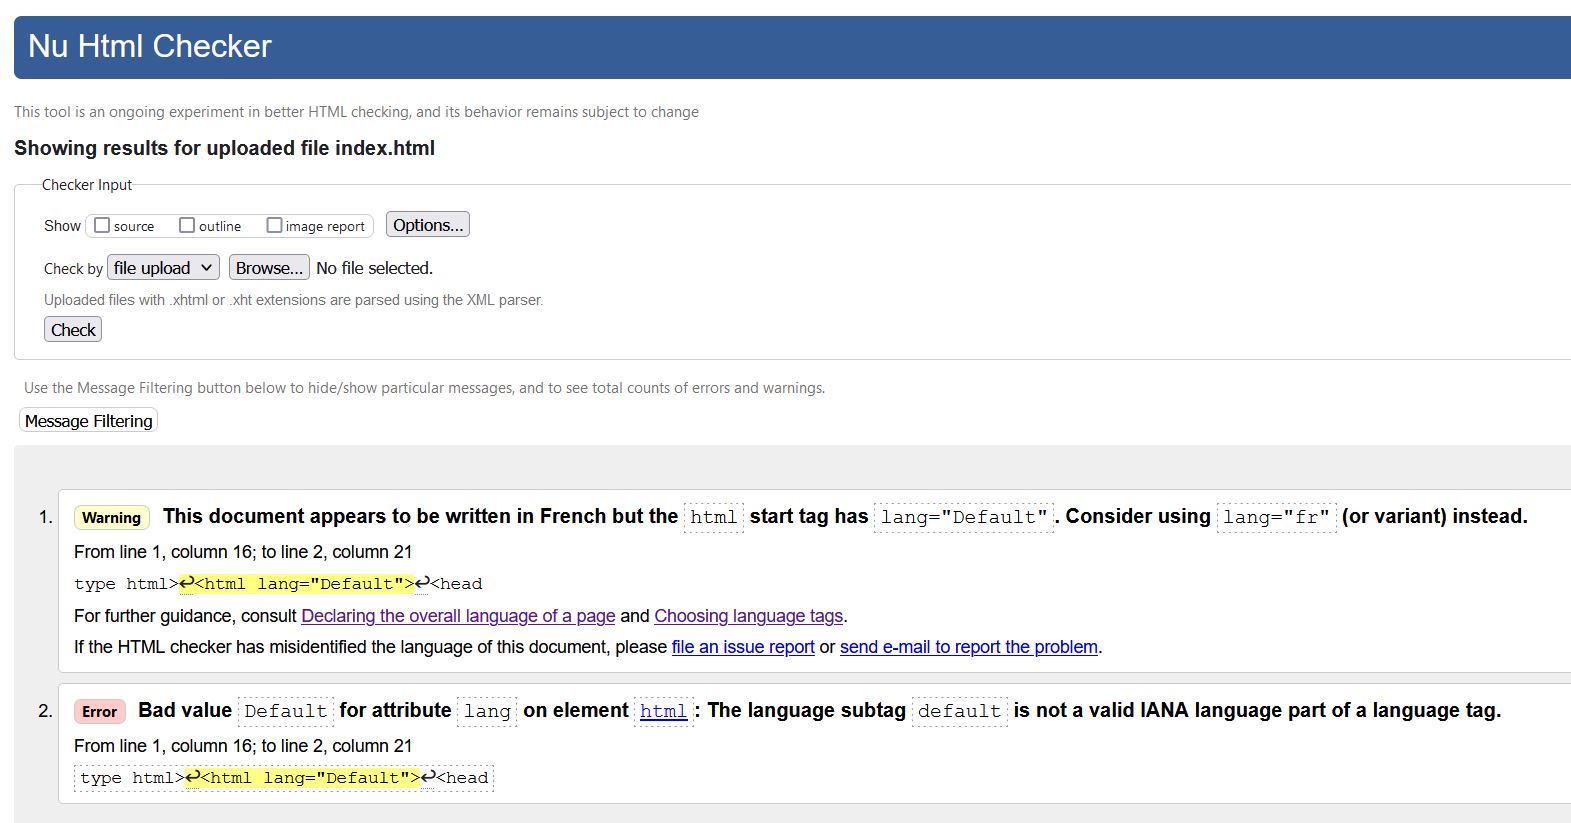 Nu Html Checker
This tool is an ongoing experiment in better HTML checking, and its behavior remains subject to change
Showing results for uploaded file index.html
Checker Input
Show source outline image report Options...
Check by file upload Browse... No file selected.
Uploaded files with .xhtml or .xht extensions are parsed using the XML parser.
Check
Use the Message Filtering button below to hide/show particular messages, and to see total counts of errors and warnings.
Message Filtering
1. Warning This document appears to be written in French but the html start tag has lang="Default". Consider using lang="fr" (or variant) instead.
From line 1, column 16; to line 2, column 21
type html>↩<html lang="Default">↩<head
For further guidance, consult Declaring the overall language of a page and Choosing language tags.
If the HTML checker has misidentified the language of this document, please file an issue report or send e-mail to report the problem.
2. Error Bad value Default for attribute lang on element html: The language subtag default is not a valid IANA language part of a language tag.
From line 1, column 16; to line 2, column 21
type html>↩<html lang="Default">↩<head